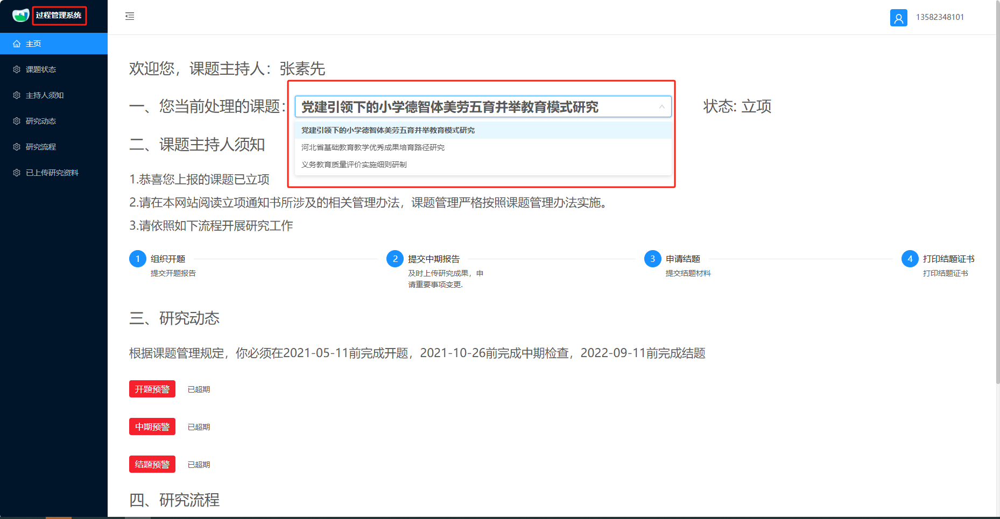 过程管理系统
13582348101
主页
课题状态
主持人须知
研究动态
研究流程
已上传研究资料
欢迎您，课题主持人：张素先
一、您当前处理的课题：
党建引领下的小学德智体美劳五育并举教育模式研究
状态: 立项
党建引领下的小学德智体美劳五育并举教育模式研究
河北省基础教育教学优秀成果培育路径研究
义务教育质量评价实施细则研制
二、课题主持人须知
1.恭喜您上报的课题已立项
2.请在本网站阅读立项通知书所涉及的相关管理办法，课题管理严格按照课题管理办法实施。
3.请依照如下流程开展研究工作
1 组织开题
提交开题报告
2 提交中期报告
及时上传研究成果，申
请重要事项变更.
3 申请结题
提交结题材料
4 打印结题证书
打印结题证书
三、研究动态
根据课题管理规定，你必须在2021-05-11前完成开题，2021-10-26前完成中期检查，2022-09-11前完成结题
开题预警 已超期
中期预警 已超期
结题预警 已超期
四、研究流程